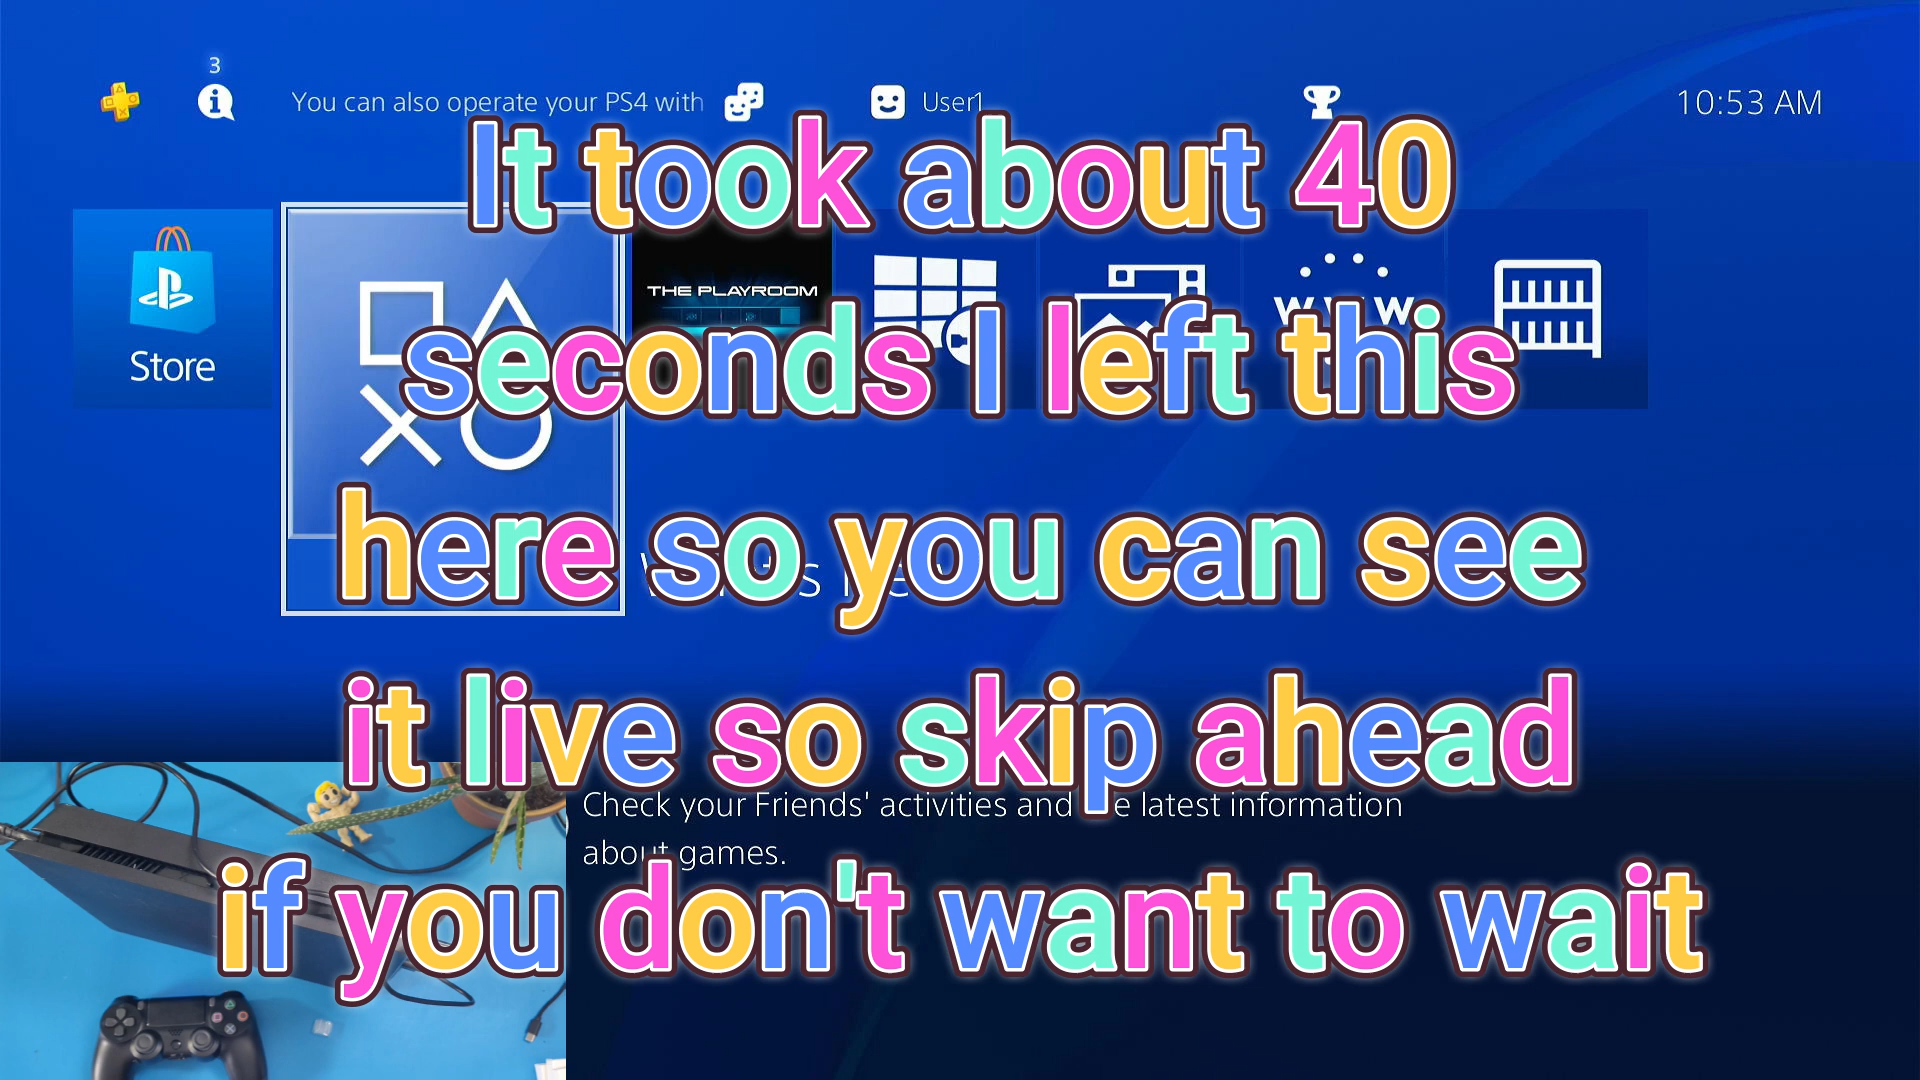 3
You can also operate your PS4 with
User1
10:53 AM
It took about 40
Store
THE PLAYROOM
seconds I left this
here so you can see
it live so skip ahead
Check your Friends' activities and latest information
about games.
if you don't want to wait